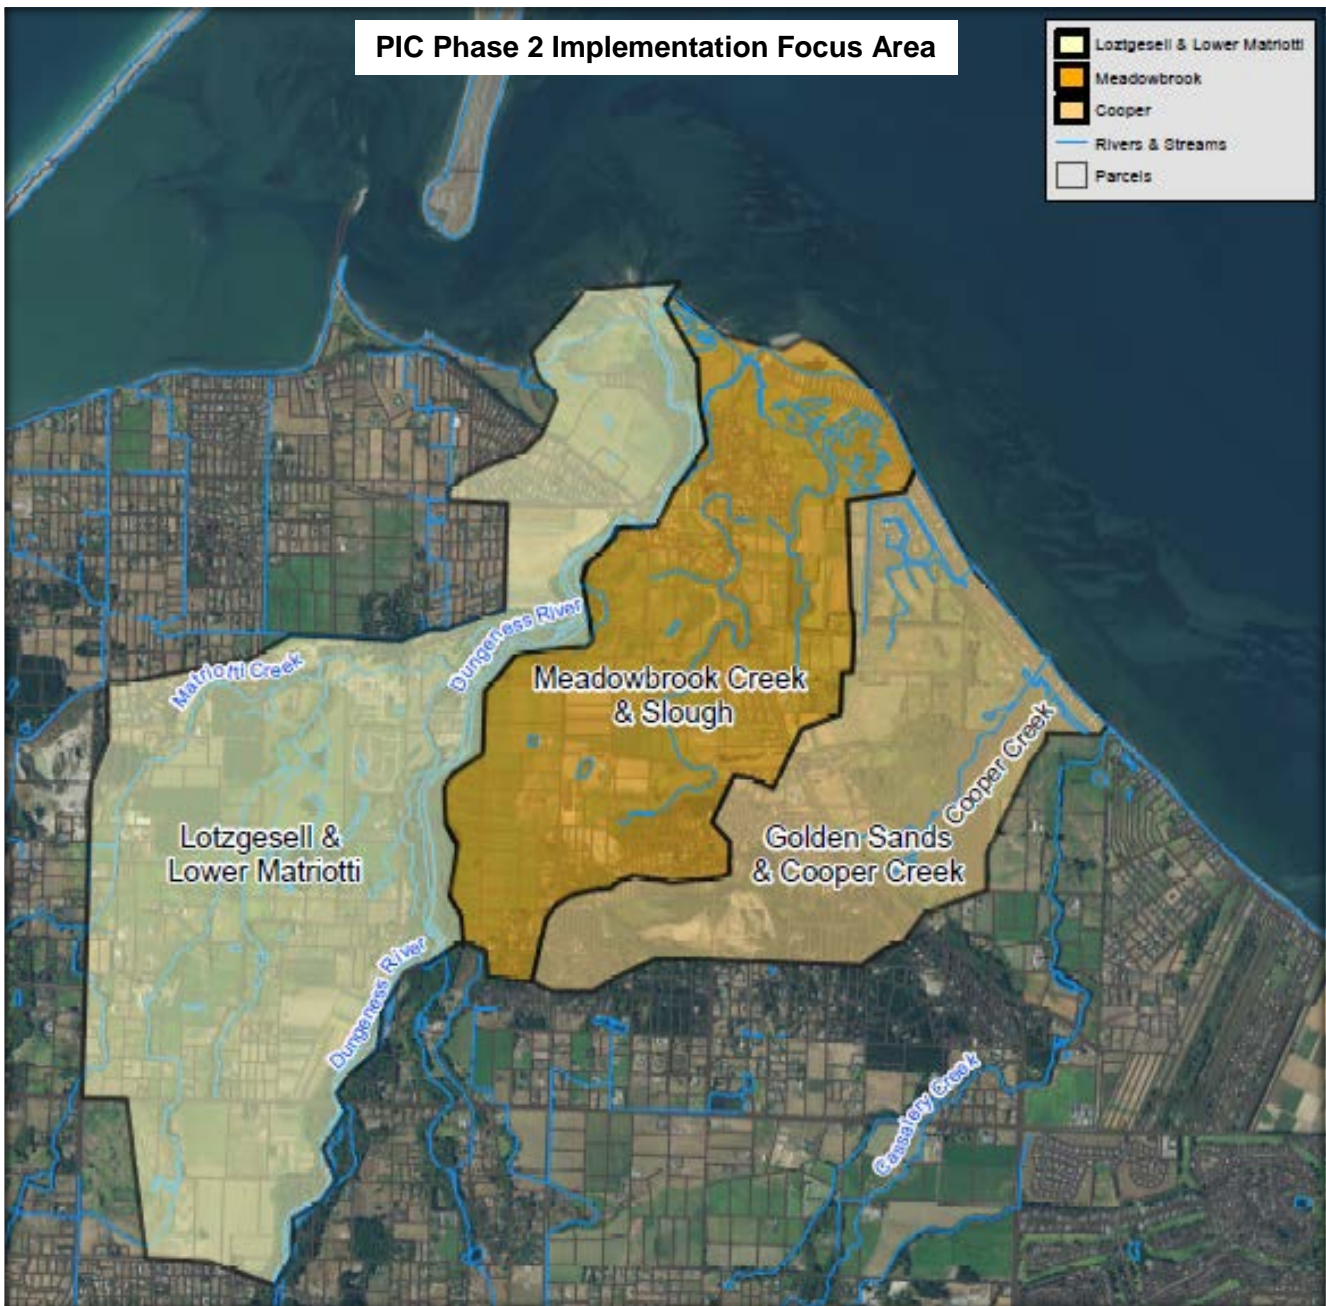 PIC Phase 2 Implementation Focus Area
Loztgesell & Lower Matriotti
Meadowbrook
Cooper
Rivers & Streams
Parcels
Matriotti Creek
Dungeness River
Meadowbrook Creek
& Slough
Cooper Creek
Lotzgesell &
Lower Matriotti
Golden Sands
& Cooper Creek
Dungeness River
Cassalery Creek